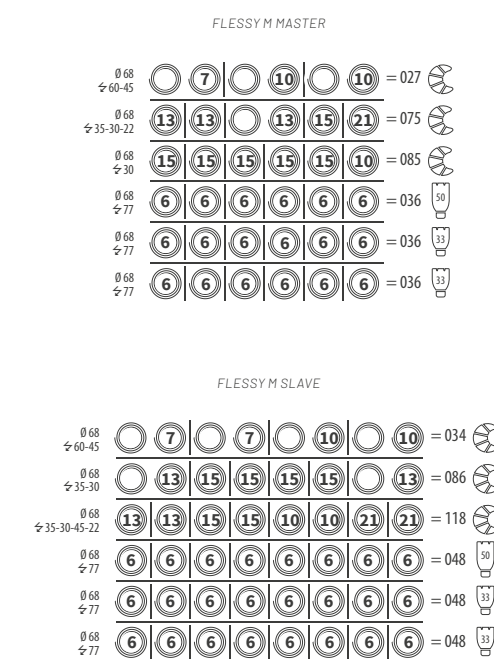 FLESSY M MASTER
Ø 68
60-45
7 10 10 = 027
Ø 68
35-30-22
13 13 13 15 21 = 075
Ø 68
30
15 15 15 15 15 10 = 085
Ø 68
77
6 6 6 6 6 6 = 036 50
Ø 68
77
6 6 6 6 6 6 = 036 33
Ø 68
77
6 6 6 6 6 6 = 036 33
FLESSY M SLAVE
Ø 68
60-45
7 7 10 10 = 034
Ø 68
35-30
13 15 15 15 15 13 = 086
Ø 68
35-30-45-22
13 13 15 15 10 10 21 21 = 118
Ø 68
77
6 6 6 6 6 6 6 6 = 048 50
Ø 68
77
6 6 6 6 6 6 6 6 = 048 33
Ø 68
77
6 6 6 6 6 6 6 6 = 048 33